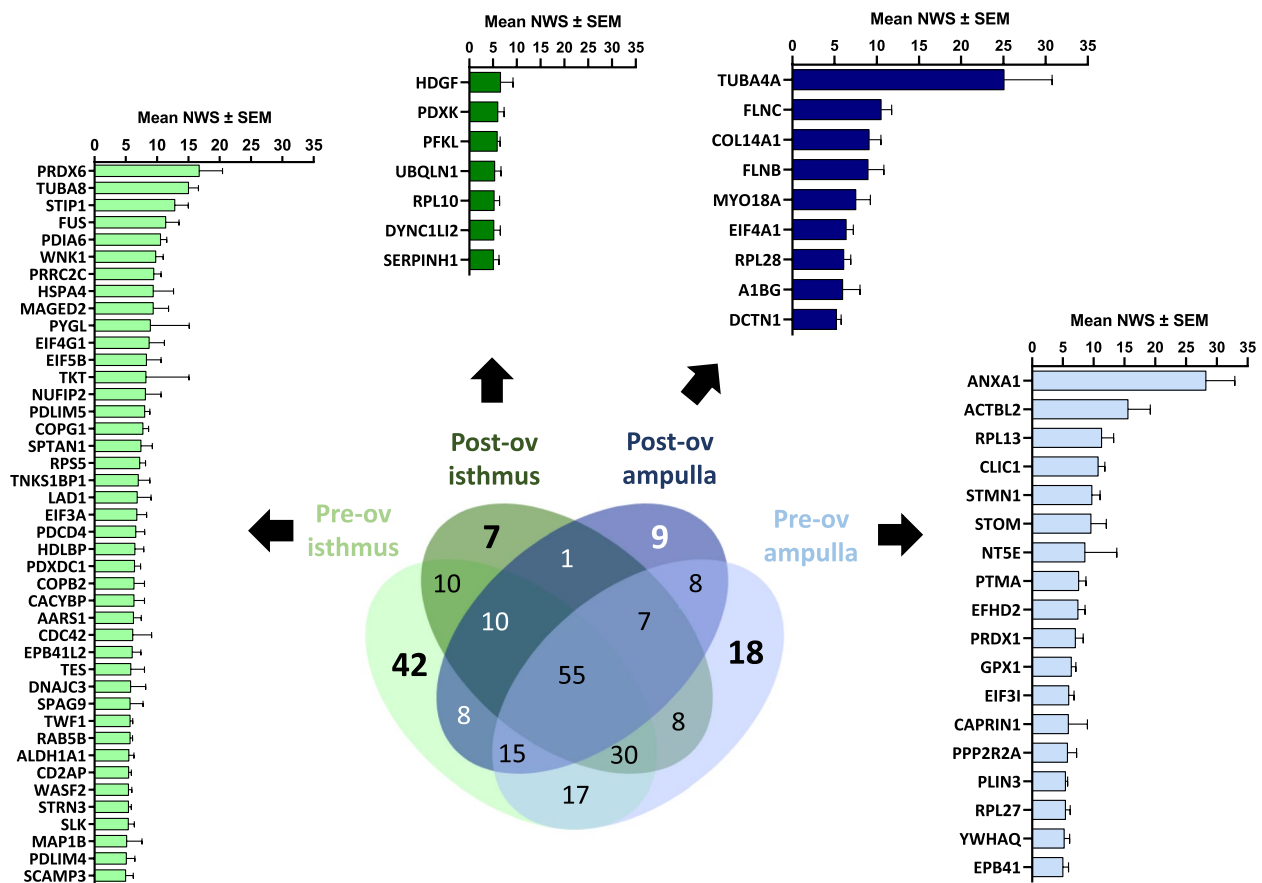 Mean NWS ± SEM
0 5 10 15 20 25 30 35
HDGF
PDXK
PFKL
UBQLN1
RPL10
DYNC1LI2
SERPINH1
Mean NWS ± SEM
0 5 10 15 20 25 30 35
TUBA4A
FLNC
COL14A1
FLNB
MYO18A
EIF4A1
RPL28
A1BG
DCTN1
Mean NWS ± SEM
0 5 10 15 20 25 30 35
PRDX6
TUBA8
STIP1
FUS
PDIA6
WNK1
PRRC2C
HSPA4
MAGED2
PYGL
EIF4G1
EIF5B
TKT
NUFIP2
PDLIM5
COPG1
SPTAN1
RPS5
TNKS1BP1
LAD1
EIF3A
PDCD4
HDLBP
PDXDC1
COPB2
CACYBP
AARS1
CDC42
EPB41L2
TES
DNAJC3
SPAG9
TWF1
RAB5B
ALDH1A1
CD2AP
WASF2
STRN3
SLK
MAP1B
PDLIM4
SCAMP3
Mean NWS ± SEM
0 5 10 15 20 25 30 35
ANXA1
ACTBL2
RPL13
CLIC1
STMN1
STOM
NT5E
PTMA
EFHD2
PRDX1
GPX1
EIF3I
CAPRIN1
PPP2R2A
PLIN3
RPL27
YWHAQ
EPB41
Post-ov
isthmus
Post-ov
ampulla
Pre-ov
isthmus
Pre-ov
ampulla
7
1
9
10
8
10
7
42
18
55
8
8
15
30
17